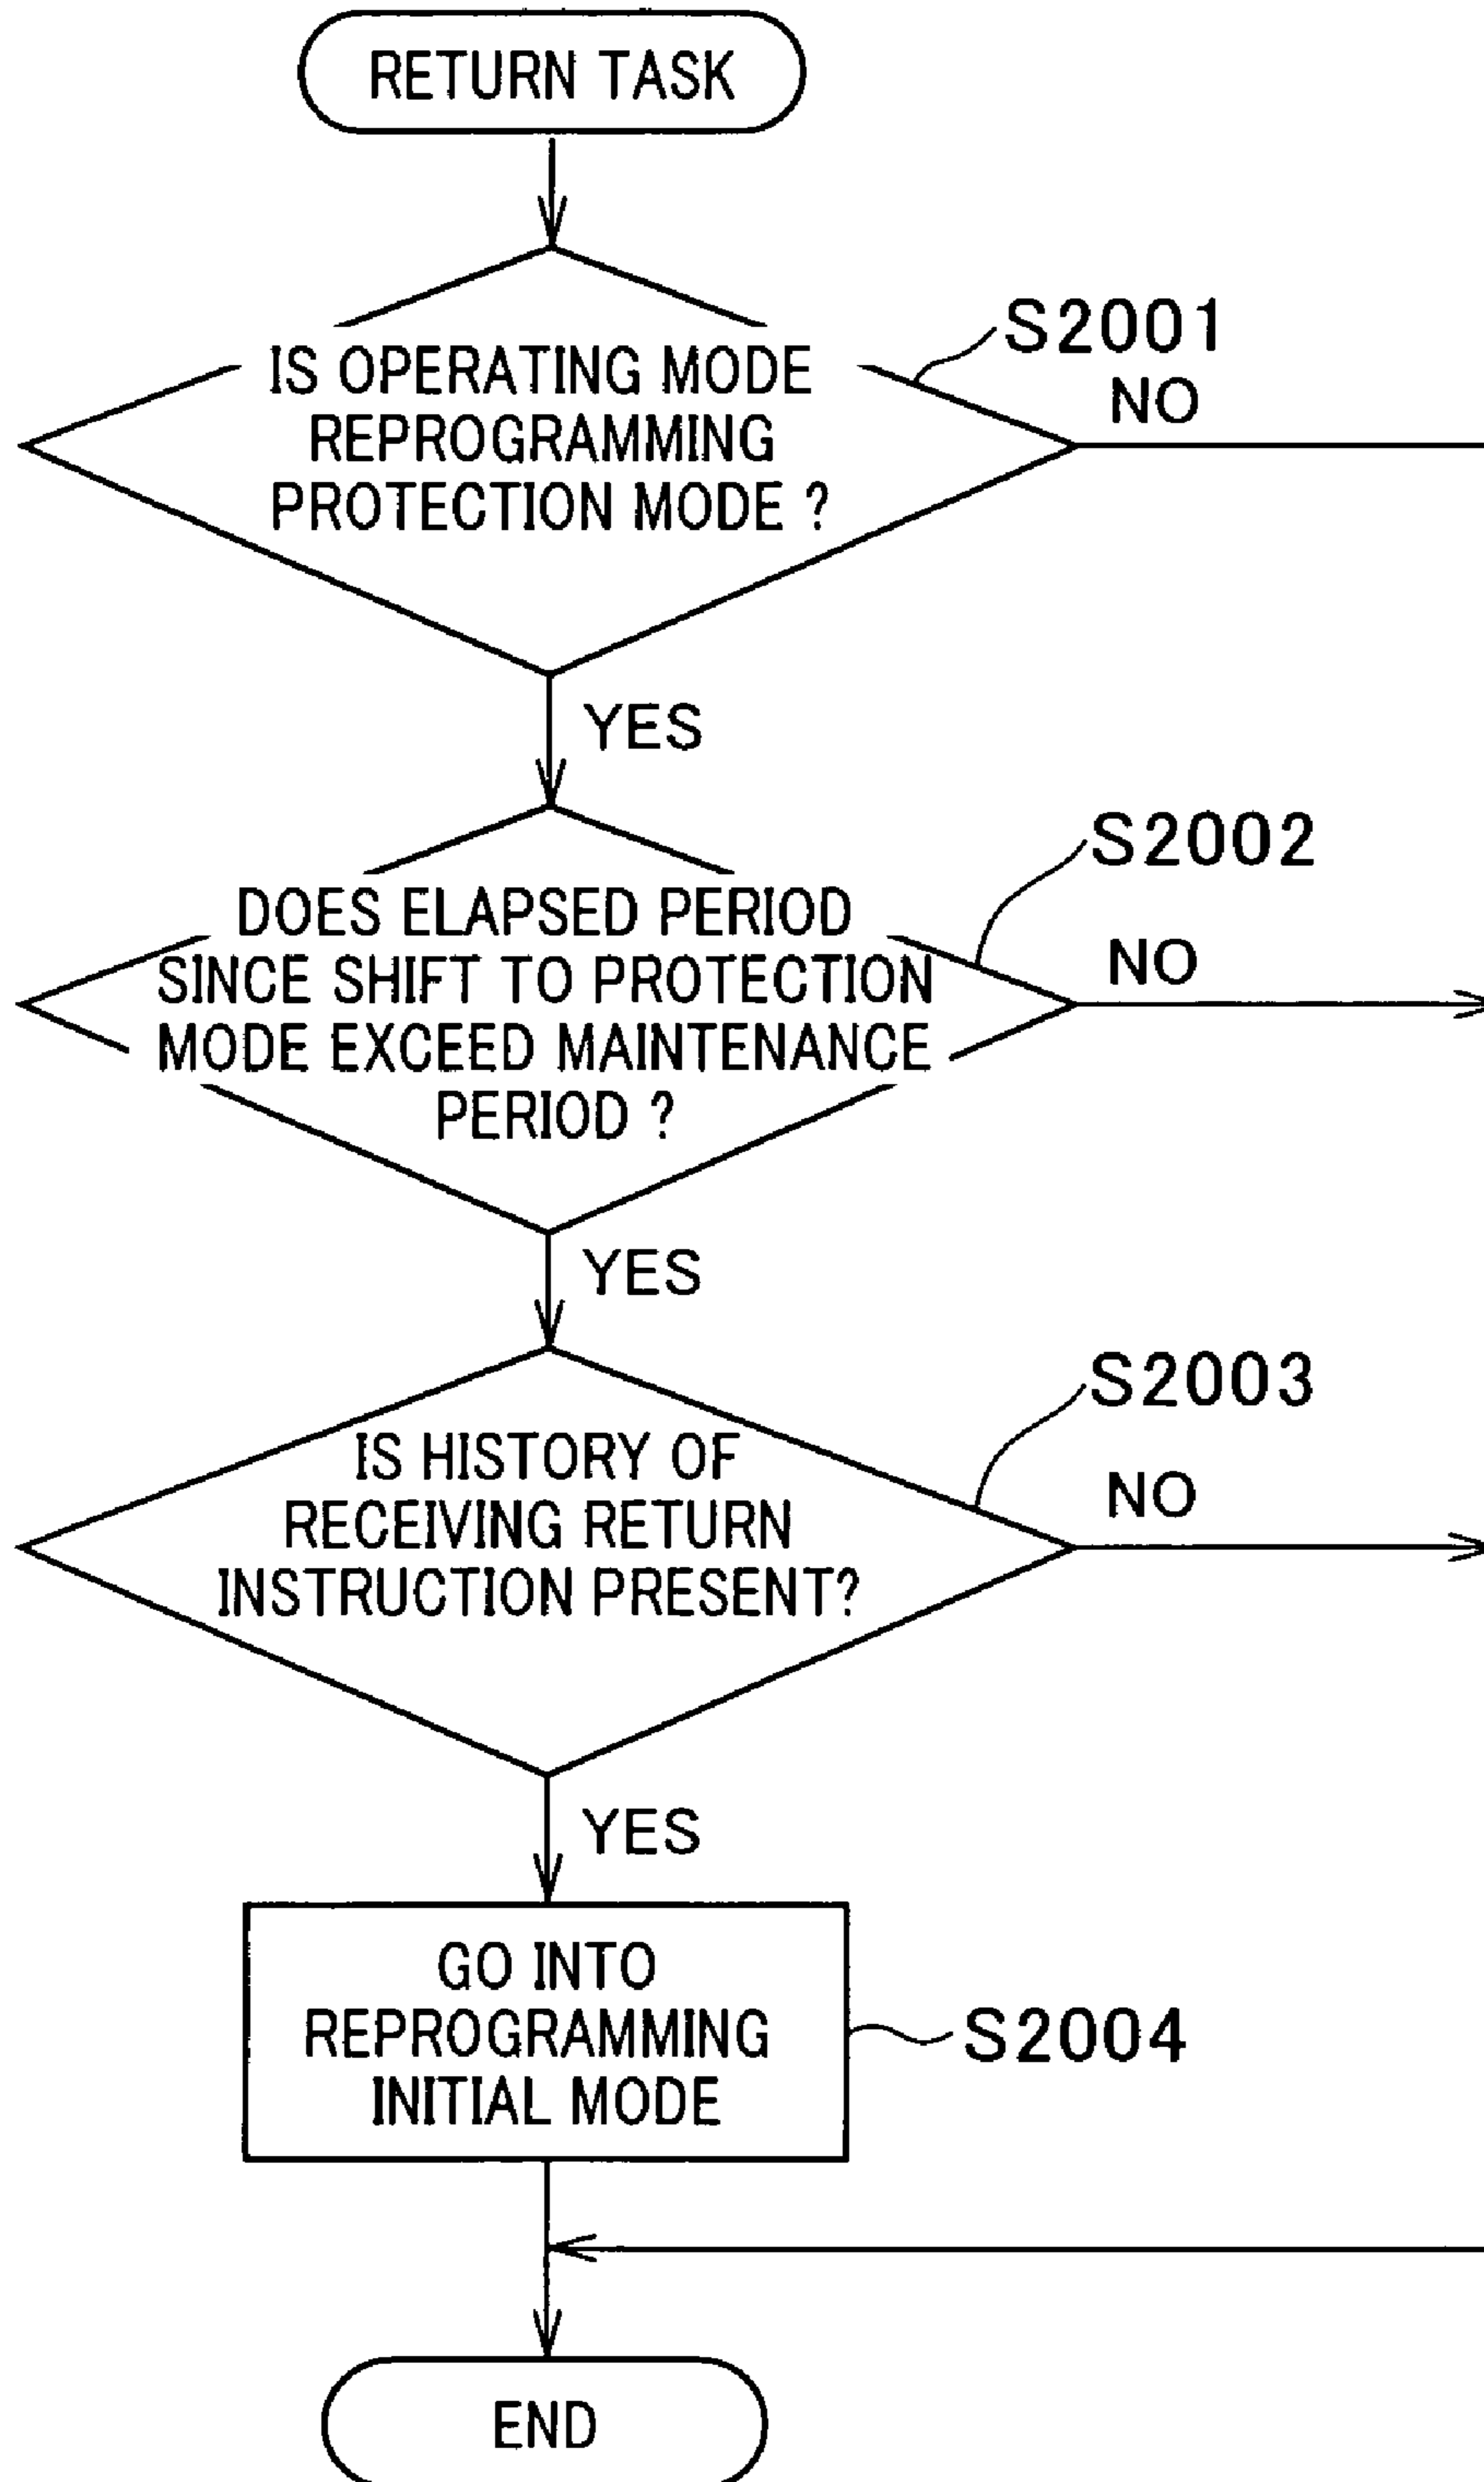 RETURN TASK
S2001
IS OPERATING MODE
REPROGRAMMING
PROTECTION MODE ?
NO
YES
S2002
DOES ELAPSED PERIOD
SINCE SHIFT TO PROTECTION
MODE EXCEED MAINTENANCE
PERIOD ?
NO
YES
S2003
IS HISTORY OF
RECEIVING RETURN
INSTRUCTION PRESENT?
NO
YES
GO INTO
REPROGRAMMING
INITIAL MODE
S2004
END